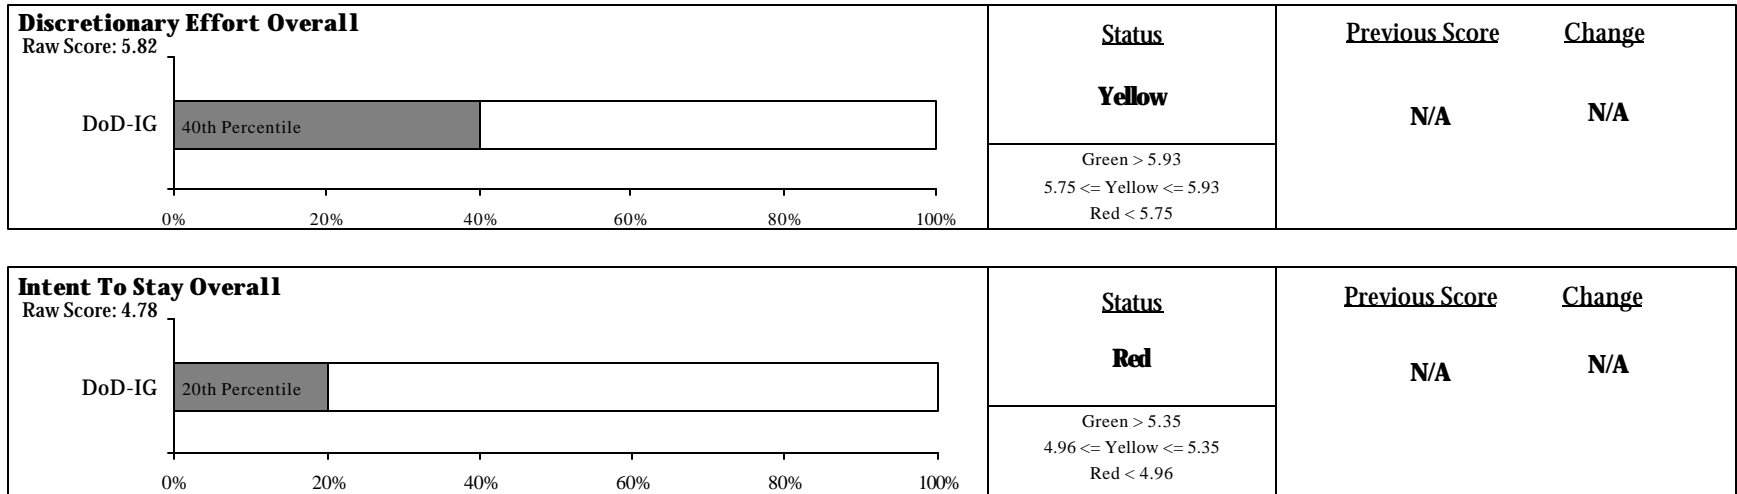 Discretionary Effort Overall
Raw Score: 5.82
DoD-IG
40th Percentile
0% 20% 40% 60% 80% 100%
Status
Yellow
Green > 5.93
5.75 <= Yellow <= 5.93
Red < 5.75
Previous Score Change
N/A N/A
Intent To Stay Overall
Raw Score: 4.78
DoD-IG
20th Percentile
0% 20% 40% 60% 80% 100%
Status
Red
Green > 5.35
4.96 <= Yellow <= 5.35
Red < 4.96
Previous Score Change
N/A N/A